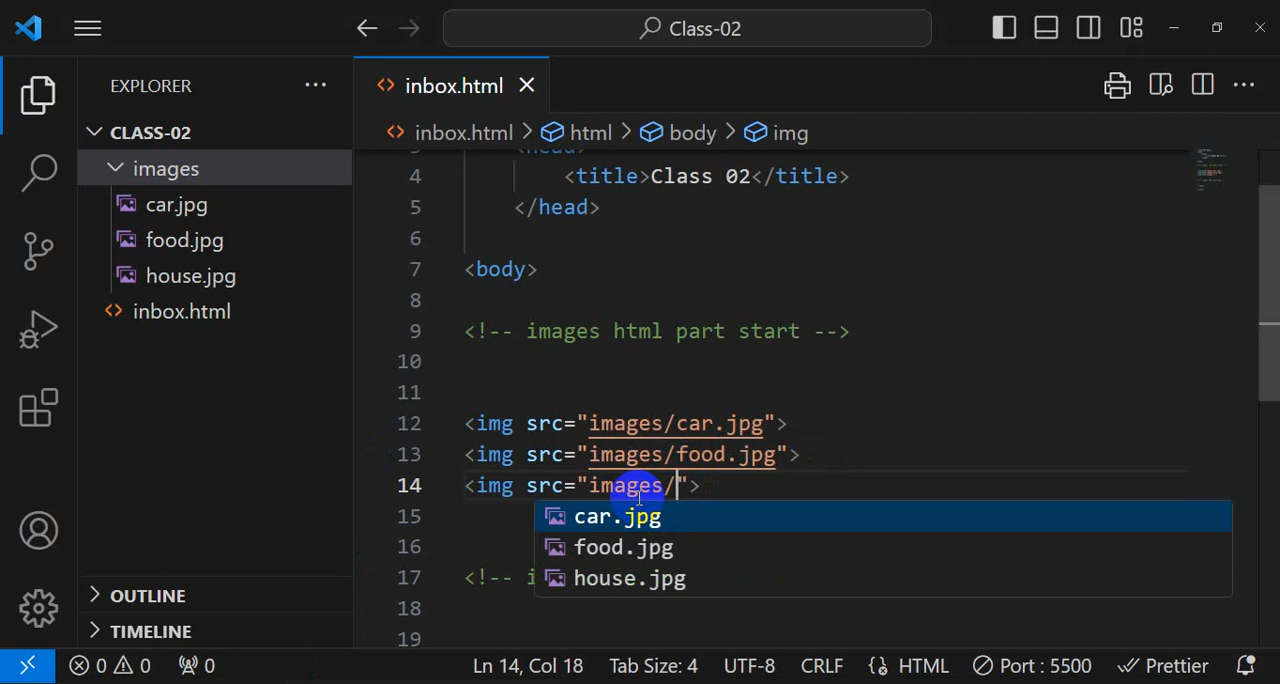 Class-02
EXPLORER
CLASS-02
images
car.jpg
food.jpg
house.jpg
inbox.html
OUTLINE
TIMELINE
inbox.html
inbox.html > html > body > img
3 <head>
4 <title>Class 02</title>
5 </head>
6
7 <body>
8
9 <!-- images html part start -->
10
11
12 <img src="images/car.jpg">
13 <img src="images/food.jpg">
14 <img src="images/">
car.jpg
food.jpg
house.jpg
15
16
17 <!-- i
18
19
0 0 0 Ln 14, Col 18 Tab Size: 4 UTF-8 CRLF HTML Port : 5500 Prettier